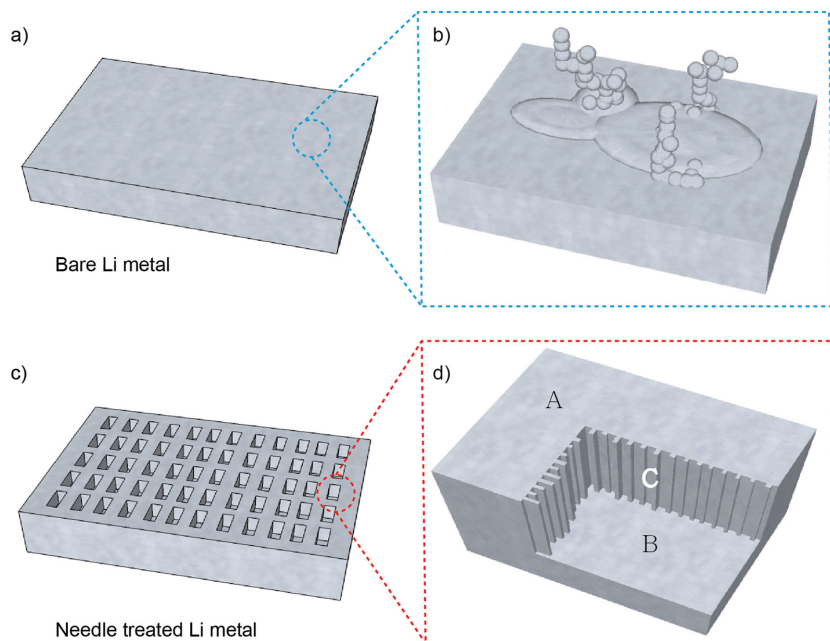 a)
b)
Bare Li metal
c)
d)
A
C
B
Needle treated Li metal